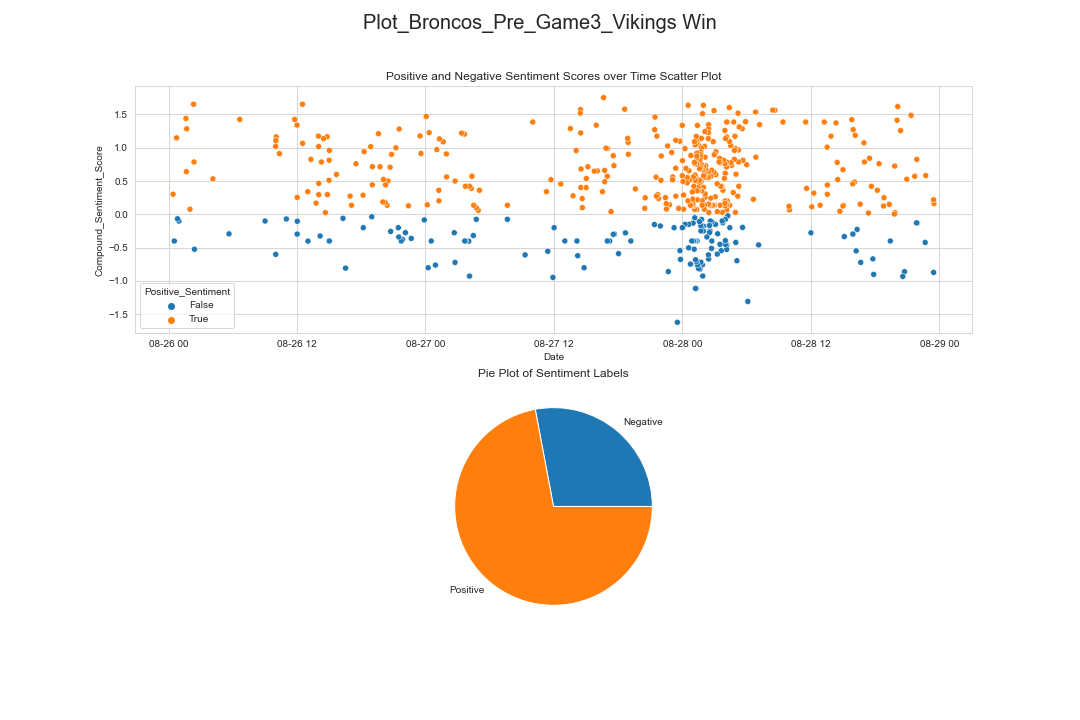 Plot_Broncos_Pre_Game3_Vikings Win
Positive and Negative Sentiment Scores over Time Scatter Plot
Compound_Sentiment_Score
1.5
1.0
0.5
0.0
−0.5
−1.0
−1.5
Positive_Sentiment
False
True
08-26 00
08-26 12
08-27 00
08-27 12
08-28 00
08-28 12
08-29 00
Date
Pie Plot of Sentiment Labels
Negative
Positive